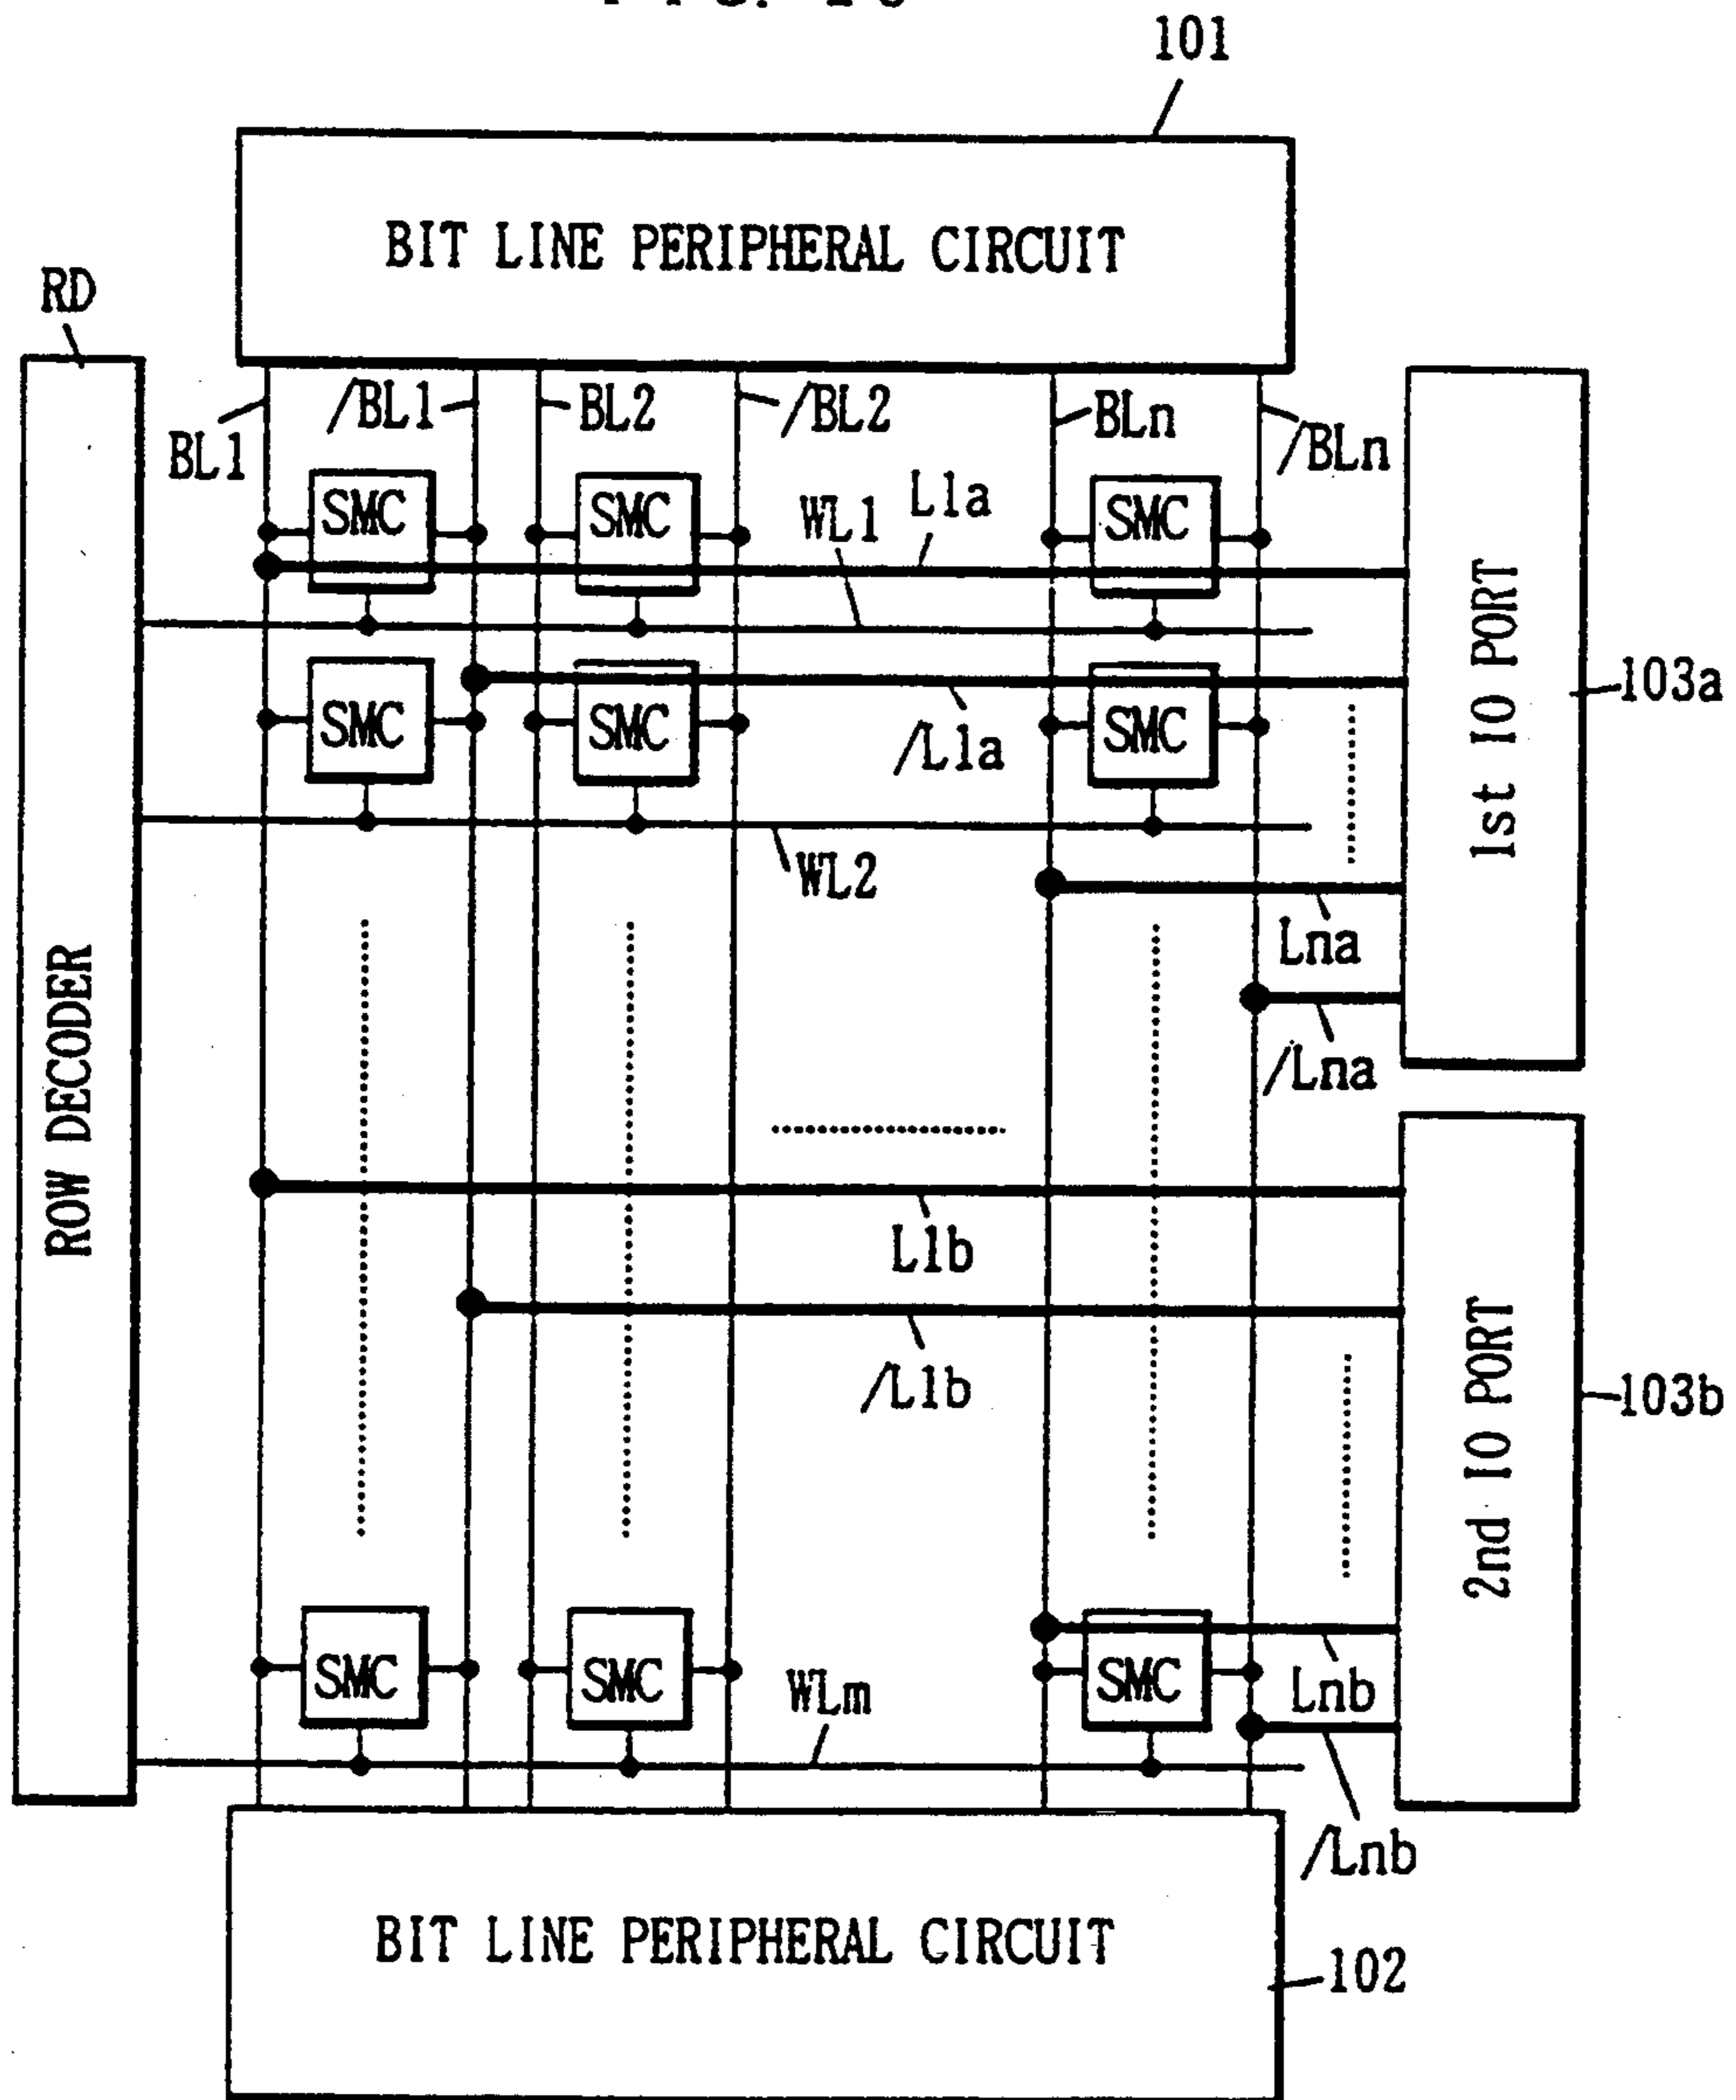 101
BIT LINE PERIPHERAL CIRCUIT
RD
BL1
/BL1
BL2
/BL2
BLn
/BLn
SMC
SMC
SMC
WL1
L1a
SMC
SMC
SMC
/L1a
WL2
1st IO PORT
103a
Lna
/Lna
ROW DECODER
L1b
/L1b
2nd IO PORT
103b
SMC
SMC
SMC
WLm
Lnb
/Lnb
BIT LINE PERIPHERAL CIRCUIT
102